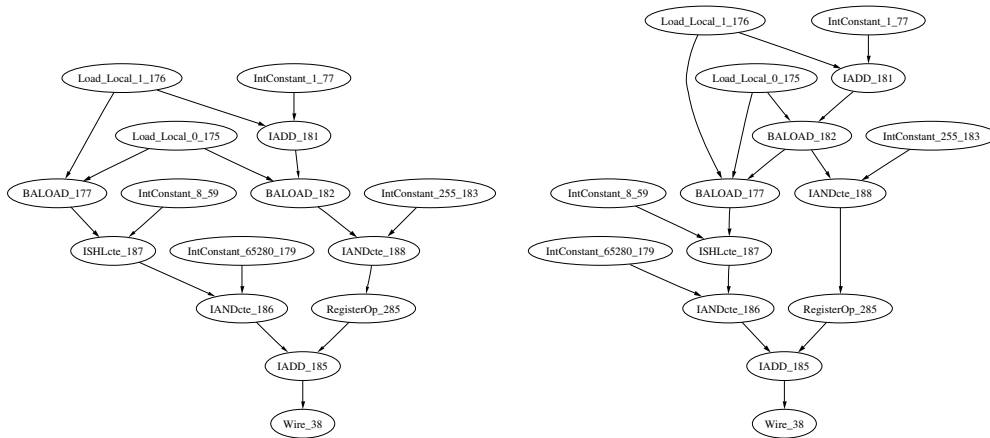 Load_Local_1_176
IntConstant_1_77
Load_Local_0_175
IADD_181
BALOAD_177
IntConstant_8_59
BALOAD_182
IntConstant_255_183
ISHLcte_187
IntConstant_65280_179
IANDcte_188
IANDcte_186
RegisterOp_285
IADD_185
Wire_38
Load_Local_1_176
IntConstant_1_77
Load_Local_0_175
IADD_181
BALOAD_182
IntConstant_255_183
IntConstant_8_59
BALOAD_177
IANDcte_188
IntConstant_65280_179
ISHLcte_187
IANDcte_186
RegisterOp_285
IADD_185
Wire_38